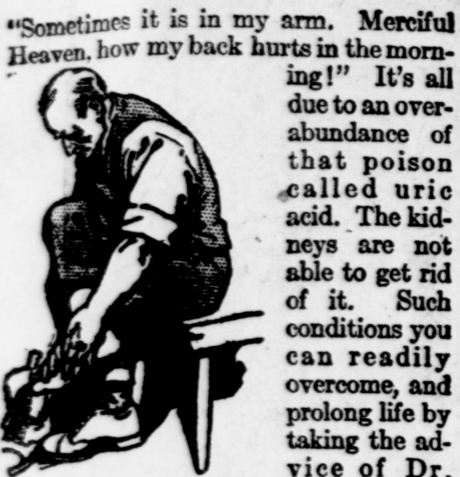 "Sometimes it is in my arm. Merciful
Heaven, how my back hurts in the morn-
ing!" It's all
due to an over-
abundance of
that poison
called uric
acid. The kid-
neys are not
able to get rid
of it. Such
conditions you
can readily
overcome, and
prolong life by
taking the ad-
vice of Dr.